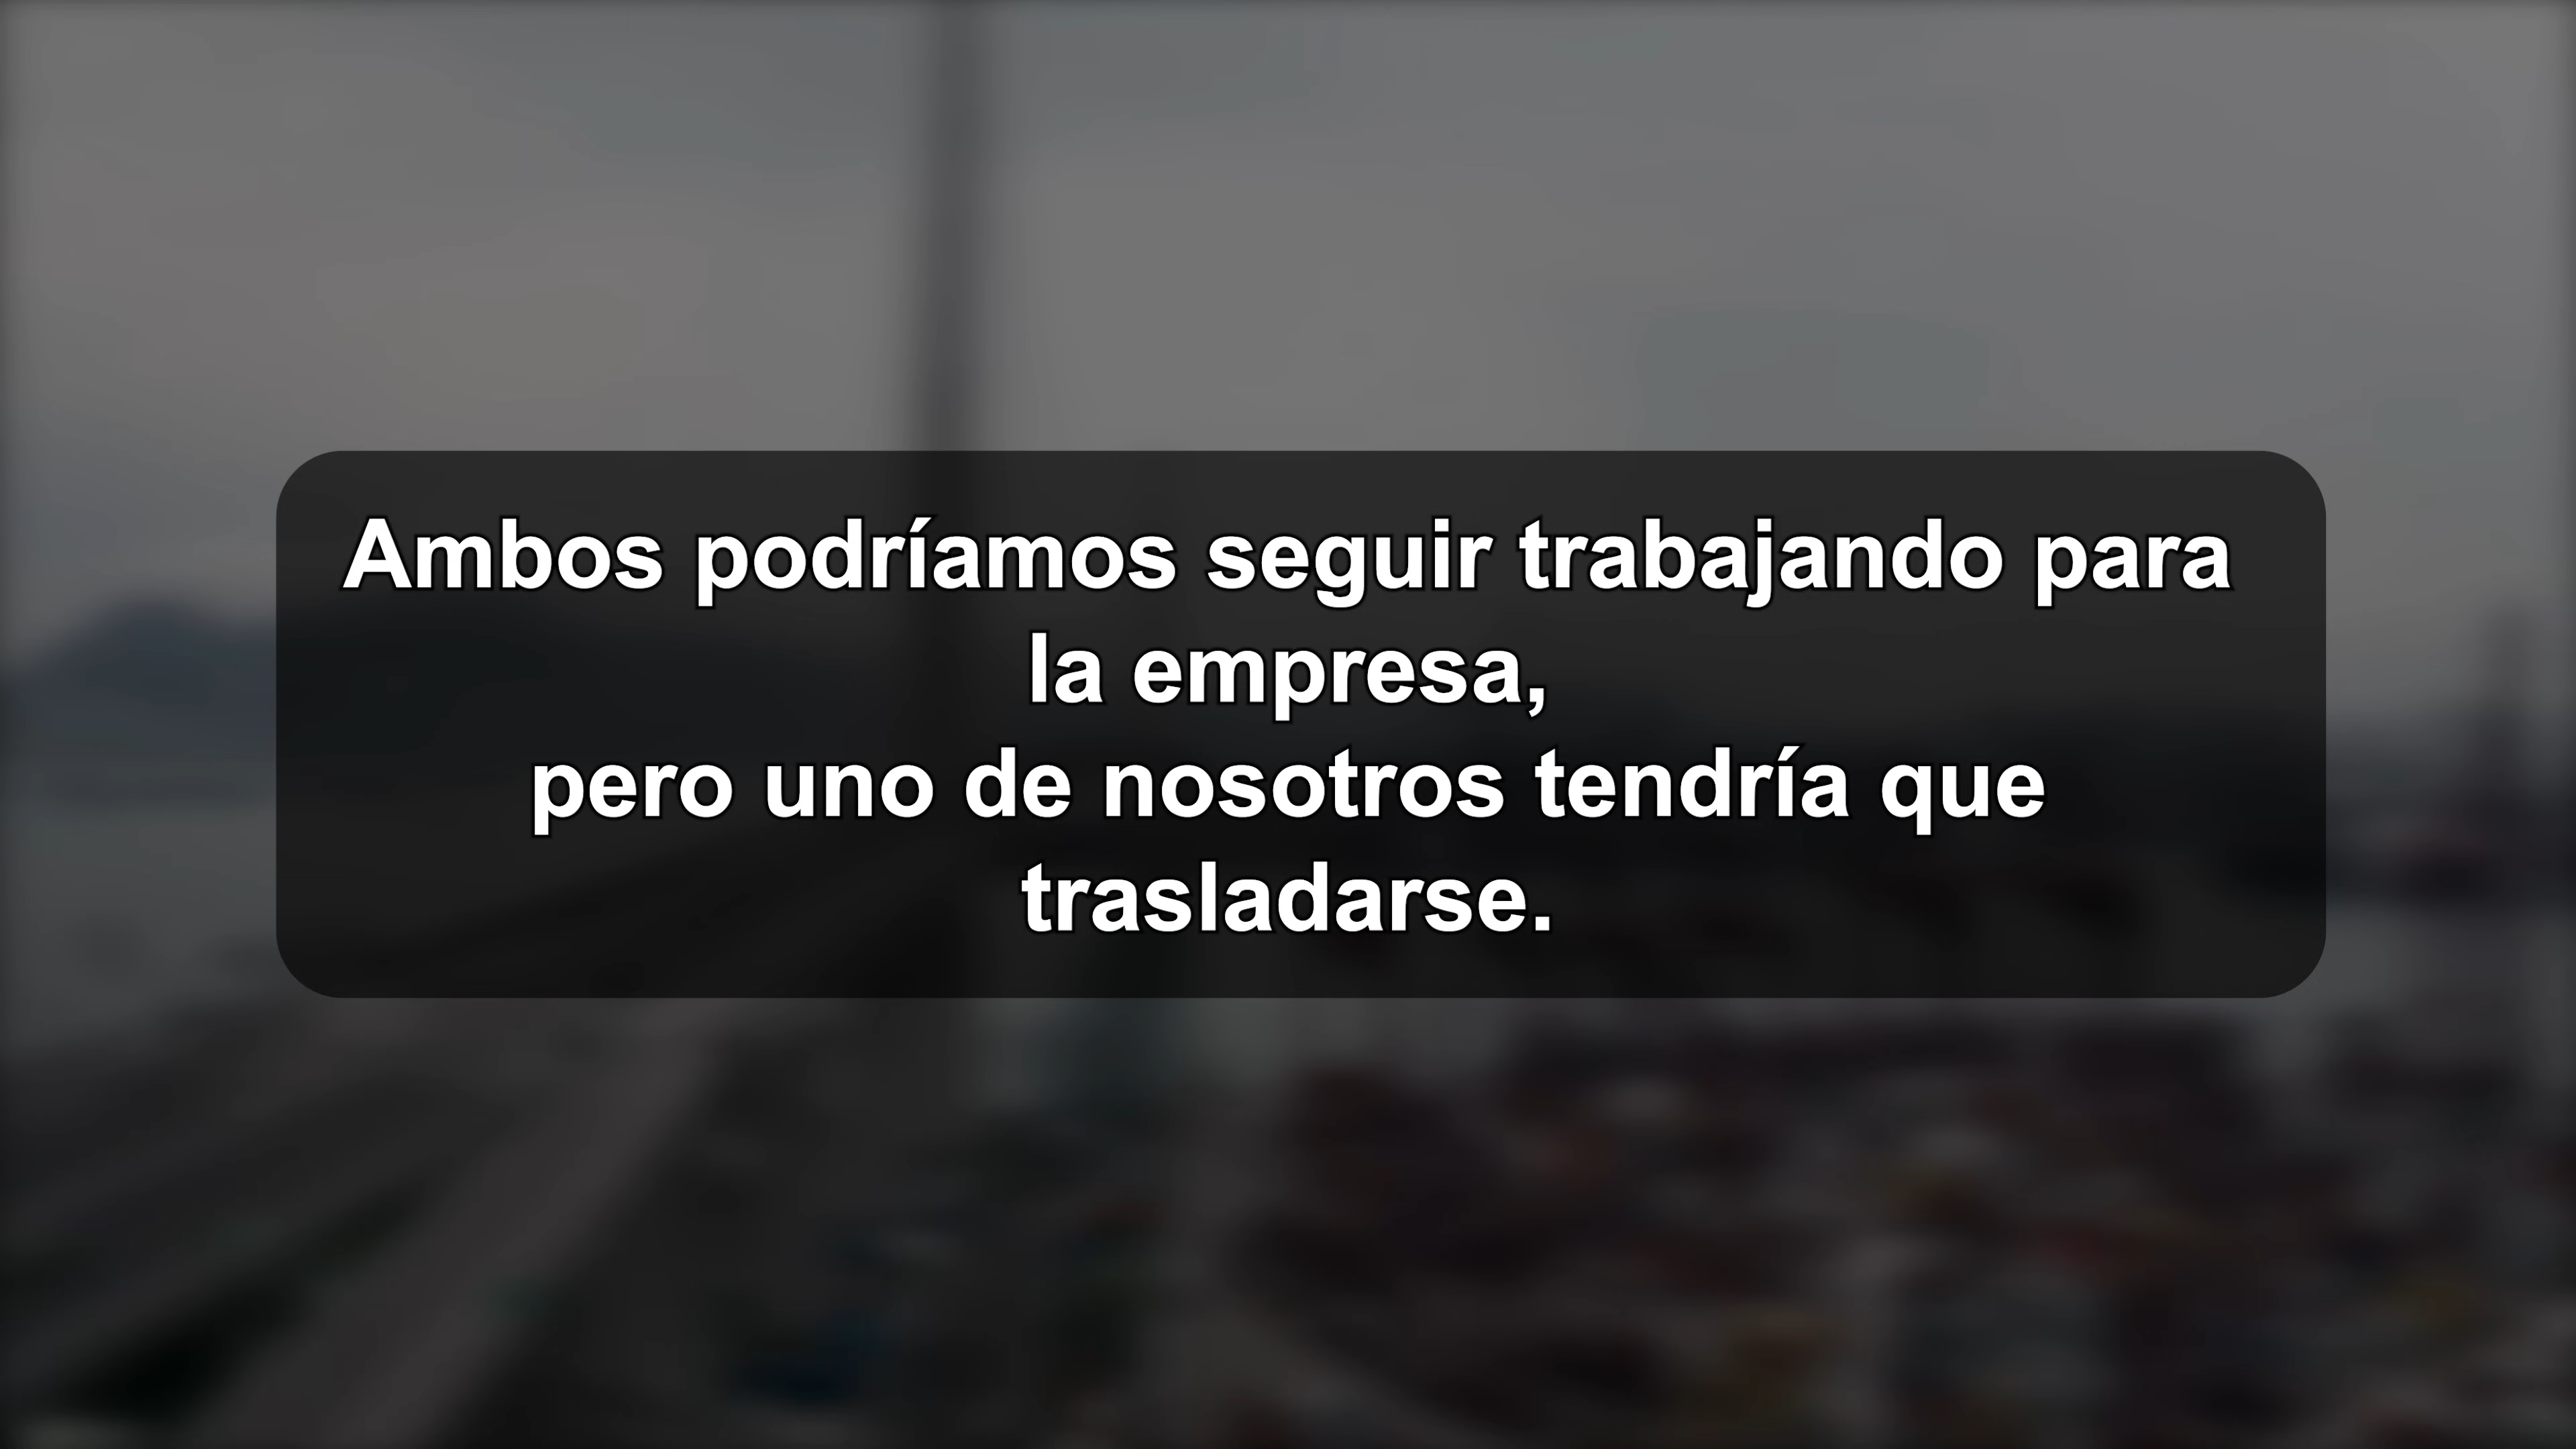 Ambos podríamos seguir trabajando para
la empresa,
pero uno de nosotros tendría que
trasladarse.